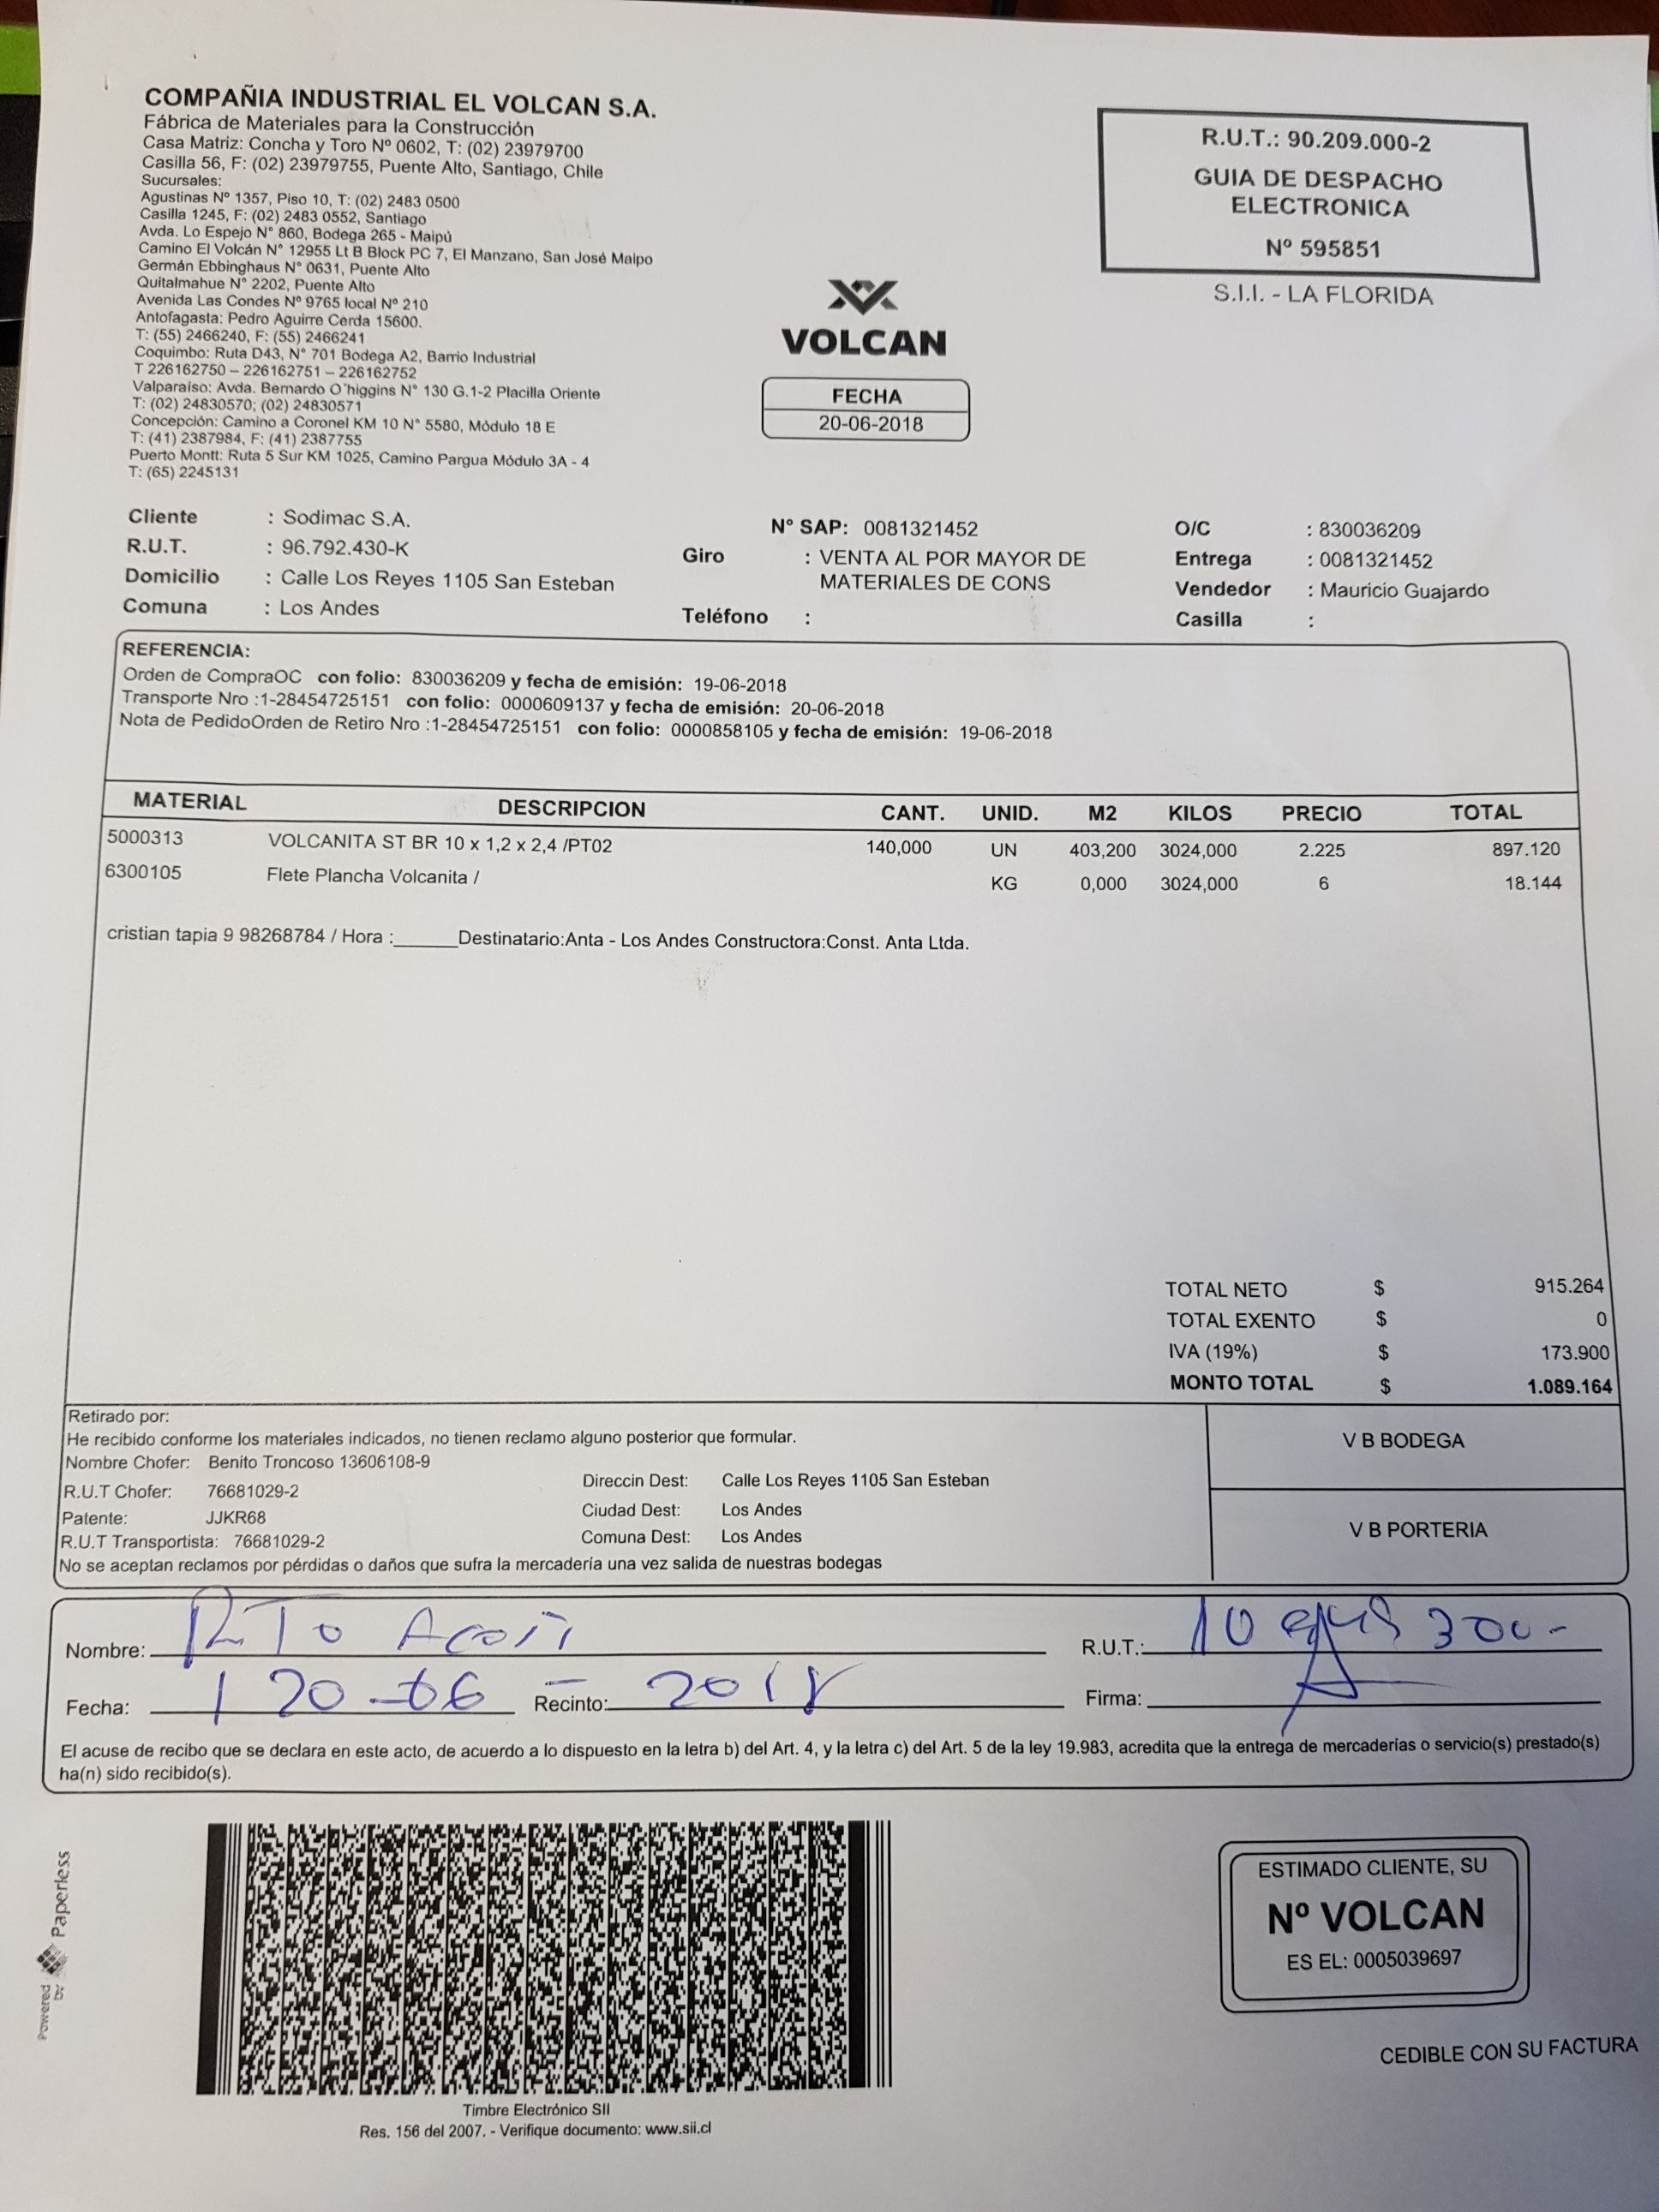 COMPAÑIA INDUSTRIAL EL VOLCAN S.A.
Fábrica de Materiales para la Construcción
Casa Matriz: Concha y Toro Nº 0602, T: (02) 23979700
Casilla 56, F: (02) 23979755, Puente Alto, Santiago, Chile
Sucursales:
Agustinas Nº 1357, Piso 10, T: (02) 2483 0500
Casilla 1245, F: (02) 2483 0552, Santiago
Avda. Lo Espejo N° 860, Bodega 265 - Maipú
Camino El Volcán N° 12955 Lt B Block PC 7, El Manzano, San José Maipo
Germán Ebbinghaus N° 0631, Puente Alto
Quitalmahue N° 2202, Puente Alto
Avenida Las Condes Nº 9765 local Nº 210
Antofagasta: Pedro Aguirre Cerda 15600.
T: (55) 2466240, F: (55) 2466241
Coquimbo: Ruta D43, N° 701 Bodega A2, Barrio Industrial
T 226162750 – 226162751 – 226162752
Valparaíso: Avda. Bernardo O´higgins N° 130 G.1-2 Placilla Oriente
T: (02) 24830570; (02) 24830571
Concepción: Camino a Coronel KM 10 N° 5580, Módulo 18 E
T: (41) 2387984, F: (41) 2387755
Puerto Montt: Ruta 5 Sur KM 1025, Camino Pargua Módulo 3A - 4
T: (65) 2245131
VOLCAN
FECHA
20-06-2018
R.U.T.: 90.209.000-2
GUIA DE DESPACHO
ELECTRONICA
Nº 595851
S.I.I. - LA FLORIDA
Cliente : Sodimac S.A.
R.U.T. : 96.792.430-K
Domicilio : Calle Los Reyes 1105 San Esteban
Comuna : Los Andes
N° SAP: 0081321452
Giro : VENTA AL POR MAYOR DE
MATERIALES DE CONS
Teléfono :
O/C : 830036209
Entrega : 0081321452
Vendedor : Mauricio Guajardo
Casilla :
REFERENCIA:
Orden de CompraOC con folio: 830036209 y fecha de emisión: 19-06-2018
Transporte Nro :1-28454725151 con folio: 0000609137 y fecha de emisión: 20-06-2018
Nota de PedidoOrden de Retiro Nro :1-28454725151 con folio: 0000858105 y fecha de emisión: 19-06-2018
MATERIAL DESCRIPCION CANT. UNID. M2 KILOS PRECIO TOTAL
5000313 VOLCANITA ST BR 10 x 1,2 x 2,4 /PT02 140,000 UN 403,200 3024,000 2.225 897.120
6300105 Flete Plancha Volcanita / KG 0,000 3024,000 6 18.144
cristian tapia 9 98268784 / Hora :______Destinatario:Anta - Los Andes Constructora:Const. Anta Ltda.
TOTAL NETO $ 915.264
TOTAL EXENTO $ 0
IVA (19%) $ 173.900
MONTO TOTAL $ 1.089.164
Retirado por:
He recibido conforme los materiales indicados, no tienen reclamo alguno posterior que formular.
Nombre Chofer: Benito Troncoso 13606108-9
R.U.T Chofer: 76681029-2
Patente: JJKR68
R.U.T Transportista: 76681029-2
Direccin Dest: Calle Los Reyes 1105 San Esteban
Ciudad Dest: Los Andes
Comuna Dest: Los Andes
No se aceptan reclamos por pérdidas o daños que sufra la mercadería una vez salida de nuestras bodegas
V B BODEGA
V B PORTERIA
Nombre:
R.U.T.: 10 300-
Fecha: 20-06 - Recinto: 2018
Firma:
El acuse de recibo que se declara en este acto, de acuerdo a lo dispuesto en la letra b) del Art. 4, y la letra c) del Art. 5 de la ley 19.983, acredita que la entrega de mercaderías o servicio(s) prestado(s)
ha(n) sido recibido(s).
Powered by Paperless
Timbre Electrónico SII
Res. 156 del 2007. - Verifique documento: www.sii.cl
ESTIMADO CLIENTE, SU
Nº VOLCAN
ES EL: 0005039697
CEDIBLE CON SU FACTURA